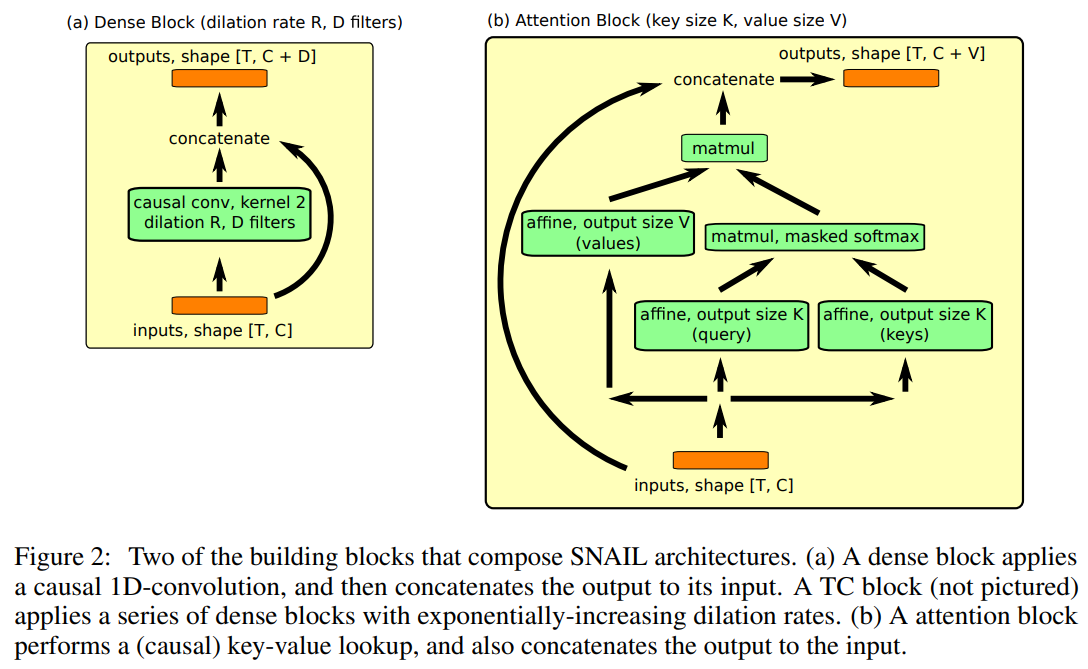 (a) Dense Block (dilation rate R, D filters)
outputs, shape [T, C + D]
concatenate
causal conv, kernel 2
dilation R, D filters
inputs, shape [T, C]
(b) Attention Block (key size K, value size V)
outputs, shape [T, C + V]
concatenate
matmul
affine, output size V
(values)
matmul, masked softmax
affine, output size K
(query)
affine, output size K
(keys)
inputs, shape [T, C]
Figure 2: Two of the building blocks that compose SNAIL architectures. (a) A dense block applies
a causal 1D-convolution, and then concatenates the output to its input. A TC block (not pictured)
applies a series of dense blocks with exponentially-increasing dilation rates. (b) A attention block
performs a (causal) key-value lookup, and also concatenates the output to the input.